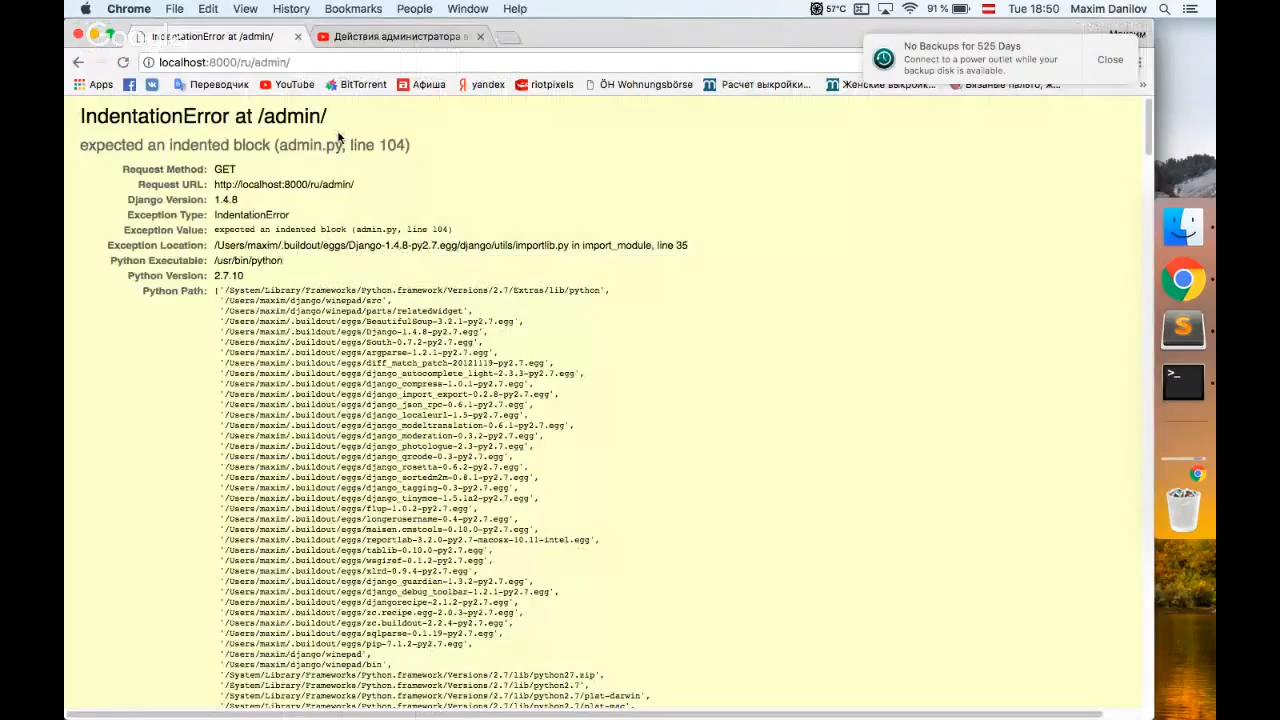 Chrome File Edit View History Bookmarks People Window Help 57°C 91 % Tue 18:50 Maxim Danilov
IndentationError at /admin/ × Действия администратора в × Максим
Google
localhost:8000/ru/admin/
No Backups for 525 Days
Connect to a power outlet while your
backup disk is available.
Close
Apps Переводчик YouTube BitTorrent Афиша yandex riotpixels ÖH Wohnungsbörse Расчет выкройки... Женские выкройки... Вязаные пальто, ж... »
IndentationError at /admin/
expected an indented block (admin.py, line 104)
Request Method: GET
Request URL: http://localhost:8000/ru/admin/
Django Version: 1.4.8
Exception Type: IndentationError
Exception Value: expected an indented block (admin.py, line 104)
Exception Location: /Users/maxim/.buildout/eggs/Django-1.4.8-py2.7.egg/django/utils/importlib.py in import_module, line 35
Python Executable: /usr/bin/python
Python Version: 2.7.10
Python Path: ['/System/Library/Frameworks/Python.framework/Versions/2.7/Extras/lib/python',
'/Users/maxim/django/winepad/src',
'/Users/maxim/django/winepad/parts/relatedwidget',
'/Users/maxim/.buildout/eggs/BeautifulSoup-3.2.1-py2.7.egg',
'/Users/maxim/.buildout/eggs/Django-1.4.8-py2.7.egg',
'/Users/maxim/.buildout/eggs/South-0.7.2-py2.7.egg',
'/Users/maxim/.buildout/eggs/argparse-1.2.1-py2.7.egg',
'/Users/maxim/.buildout/eggs/diff_match_patch-20121119-py2.7.egg',
'/Users/maxim/.buildout/eggs/django_autocomplete_light-2.3.3-py2.7.egg',
'/Users/maxim/.buildout/eggs/django_compress-1.0.1-py2.7.egg',
'/Users/maxim/.buildout/eggs/django_import_export-0.2.8-py2.7.egg',
'/Users/maxim/.buildout/eggs/django_json_rpc-0.6.1-py2.7.egg',
'/Users/maxim/.buildout/eggs/django_localeurl-1.5-py2.7.egg',
'/Users/maxim/.buildout/eggs/django_modeltranslation-0.6.1-py2.7.egg',
'/Users/maxim/.buildout/eggs/django_moderation-0.3.2-py2.7.egg',
'/Users/maxim/.buildout/eggs/django_photologue-2.3-py2.7.egg',
'/Users/maxim/.buildout/eggs/django_qrcode-0.3-py2.7.egg',
'/Users/maxim/.buildout/eggs/django_rosetta-0.6.2-py2.7.egg',
'/Users/maxim/.buildout/eggs/django_sortedm2m-0.8.1-py2.7.egg',
'/Users/maxim/.buildout/eggs/django_tagging-0.3-py2.7.egg',
'/Users/maxim/.buildout/eggs/django_tinymce-1.5.1a2-py2.7.egg',
'/Users/maxim/.buildout/eggs/flup-1.0.2-py2.7.egg',
'/Users/maxim/.buildout/eggs/longerusername-0.4-py2.7.egg',
'/Users/maxim/.buildout/eggs/maisen.cmstools-0.10.0-py2.7.egg',
'/Users/maxim/.buildout/eggs/reportlab-3.2.0-py2.7-macosx-10.11-intel.egg',
'/Users/maxim/.buildout/eggs/tablib-0.10.0-py2.7.egg',
'/Users/maxim/.buildout/eggs/wsgiref-0.1.2-py2.7.egg',
'/Users/maxim/.buildout/eggs/xlrd-0.9.4-py2.7.egg',
'/Users/maxim/.buildout/eggs/django_guardian-1.3.2-py2.7.egg',
'/Users/maxim/.buildout/eggs/django_debug_toolbar-1.2.1-py2.7.egg',
'/Users/maxim/.buildout/eggs/djangorecipe-2.1.2-py2.7.egg',
'/Users/maxim/.buildout/eggs/zc.recipe.egg-2.0.3-py2.7.egg',
'/Users/maxim/.buildout/eggs/zc.buildout-2.2.4-py2.7.egg',
'/Users/maxim/.buildout/eggs/sqlparse-0.1.19-py2.7.egg',
'/Users/maxim/.buildout/eggs/pip-7.1.2-py2.7.egg',
'/Users/maxim/django/winepad',
'/Users/maxim/django/winepad/bin',
'/System/Library/Frameworks/Python.framework/Versions/2.7/lib/python27.zip',
'/System/Library/Frameworks/Python.framework/Versions/2.7/lib/python2.7',
'/System/Library/Frameworks/Python.framework/Versions/2.7/lib/python2.7/plat-darwin',
'/System/Library/Frameworks/Python.framework/Versions/2.7/lib/python2.7/plat-mac',